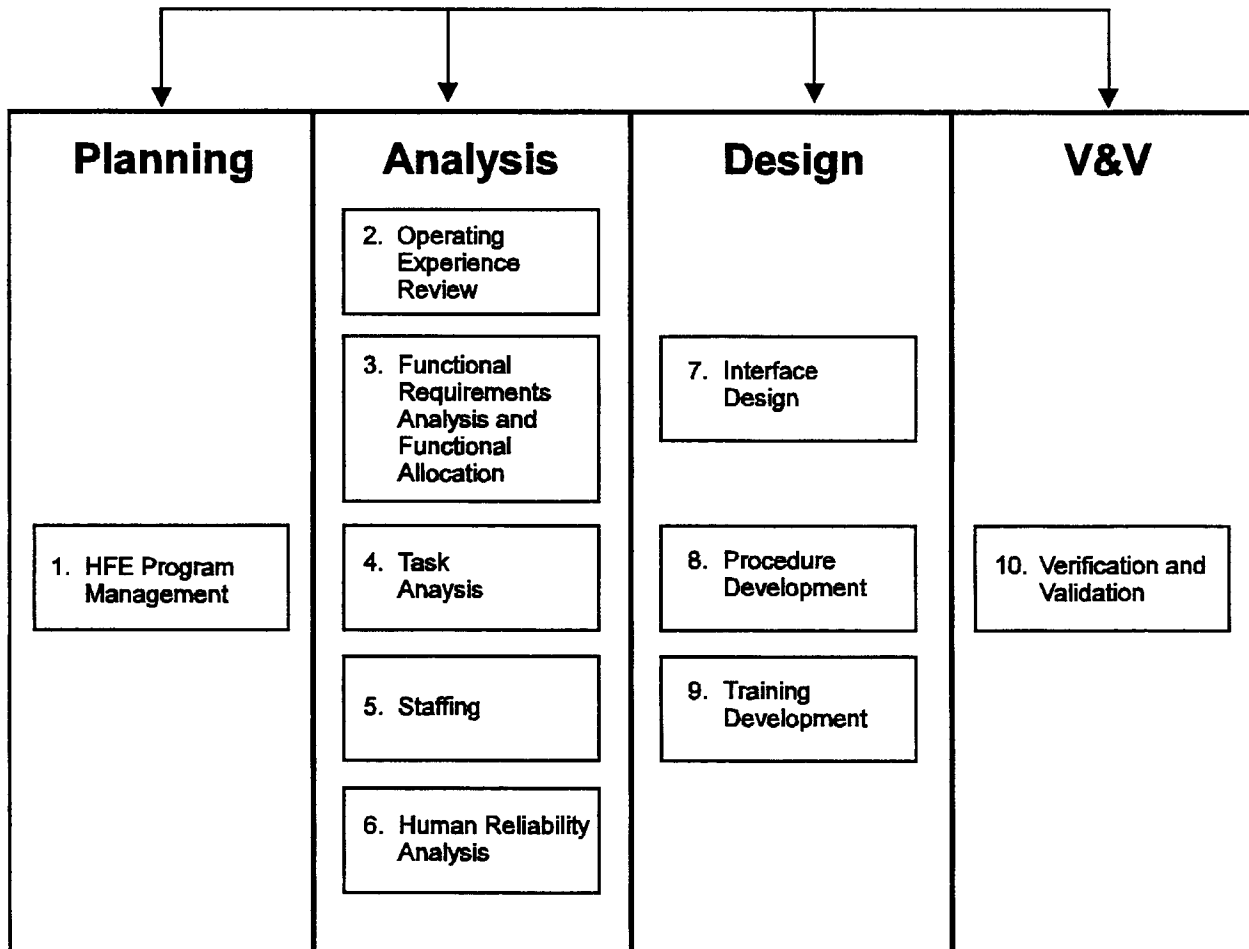 Planning
Analysis
Design
V&V
1. HFE Program
Management
2. Operating
Experience
Review
3. Functional
Requirements
Analysis and
Functional
Allocation
4. Task
Anaysis
5. Staffing
6. Human Reliability
Analysis
7. Interface
Design
8. Procedure
Development
9. Training
Development
10. Verification and
Validation